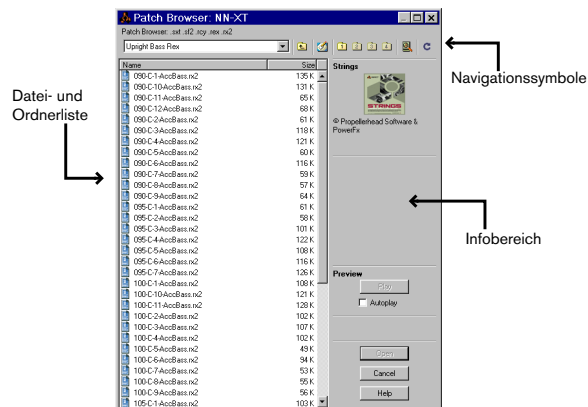 Patch Browser: NN-XT
Patch Browser: .sxt .sf2 .rcy .rex .rx2
Upright Bass Rex
1 2 3 4
Name Size
090-C-1-AccBass.rx2 135 K
090-C-10-AccBass.rx2 131 K
090-C-11-AccBass.rx2 65 K
090-C-12-AccBass.rx2 68 K
090-C-2-AccBass.rx2 61 K
090-C-3-AccBass.rx2 118 K
090-C-4-AccBass.rx2 121 K
090-C-5-AccBass.rx2 60 K
090-C-6-AccBass.rx2 116 K
090-C-7-AccBass.rx2 59 K
090-C-8-AccBass.rx2 57 K
090-C-9-AccBass.rx2 64 K
095-C-1-AccBass.rx2 61 K
095-C-2-AccBass.rx2 58 K
095-C-3-AccBass.rx2 101 K
095-C-4-AccBass.rx2 122 K
095-C-5-AccBass.rx2 108 K
095-C-6-AccBass.rx2 116 K
095-C-7-AccBass.rx2 126 K
100-C-1-AccBass.rx2 108 K
100-C-10-AccBass.rx2 121 K
100-C-11-AccBass.rx2 128 K
100-C-2-AccBass.rx2 102 K
100-C-3-AccBass.rx2 107 K
100-C-4-AccBass.rx2 102 K
100-C-5-AccBass.rx2 49 K
100-C-6-AccBass.rx2 94 K
100-C-7-AccBass.rx2 53 K
100-C-8-AccBass.rx2 55 K
100-C-9-AccBass.rx2 56 K
105-C-1-AccBass.rx2 103 K
Strings
STRINGS
© Propellerhead Software &
PowerFx
Preview
Play
Autoplay
Open
Cancel
Help
Datei- und
Ordnerliste
Navigationssymbole
Infobereich